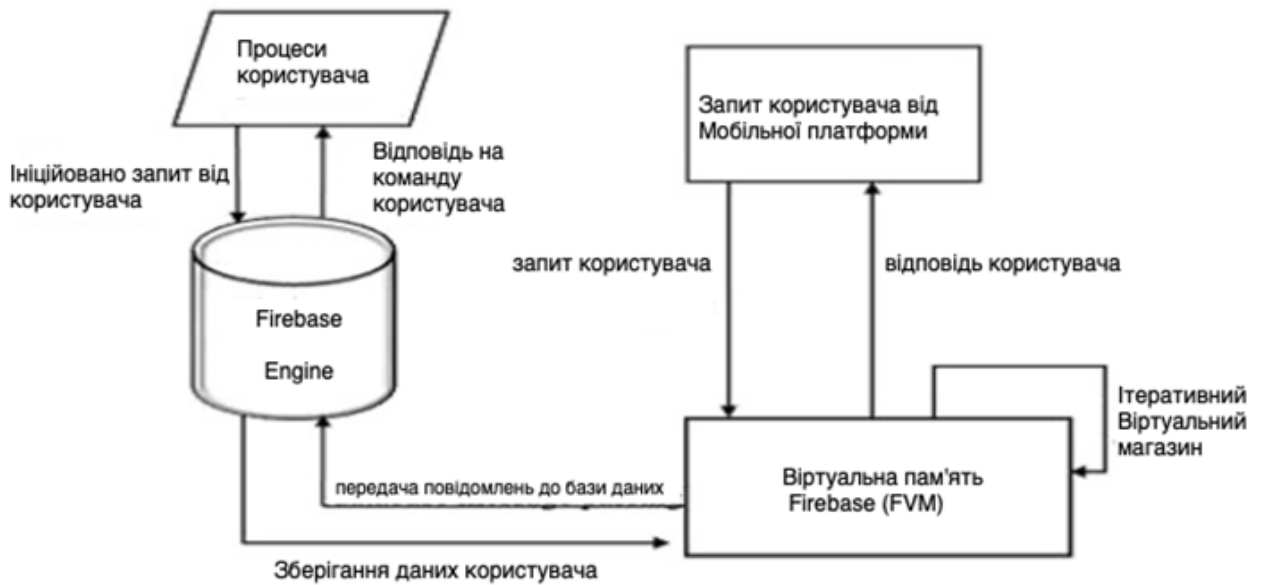 Процеси
користувача
Запит користувача від
Мобільної платформи
Ініційовано запит від
користувача
Відповідь на
команду
користувача
запит користувача
відповідь користувача
Firebase
Engine
Ітеративний
Віртуальний
магазин
Віртуальна пам'ять
Firebase (FVM)
передача повідомлень до бази даних
Зберігання даних користувача